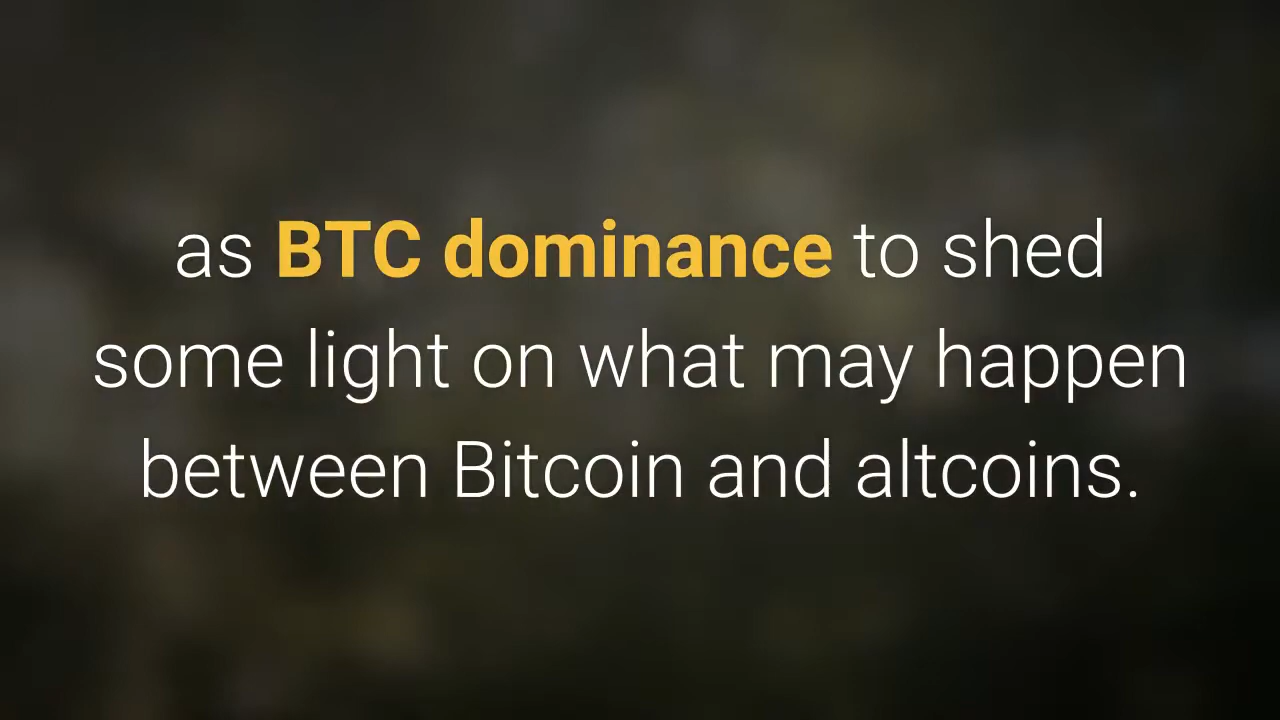 as BTC dominance to shed
some light on what may happen
between Bitcoin and altcoins.